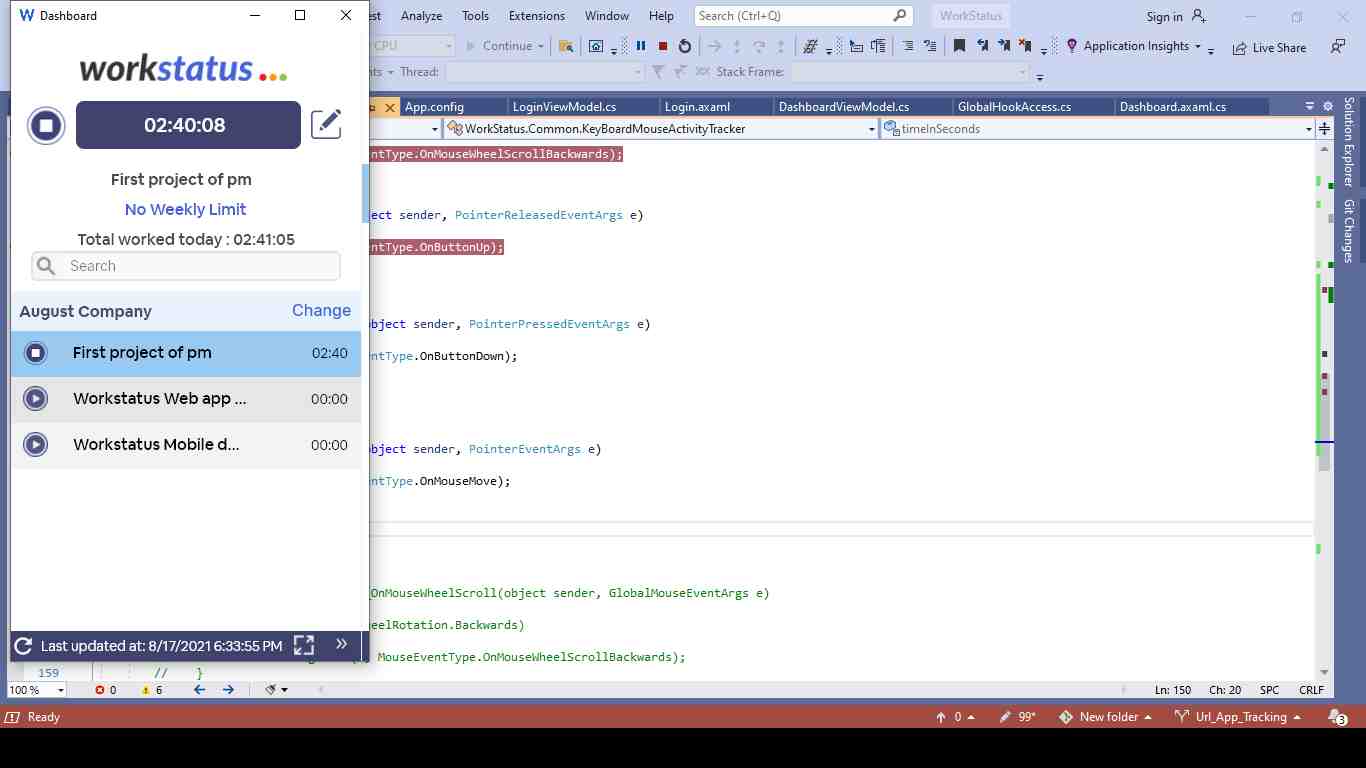 Dashboard
workstatus
02:40:08
First project of pm
No Weekly Limit
Total worked today : 02:41:05
Search
August Company Change
First project of pm 02:40
Workstatus Web app ... 00:00
Workstatus Mobile d... 00:00
Last updated at: 8/17/2021 6:33:55 PM »
est Analyze Tools Extensions Window Help Search (Ctrl+Q) WorkStatus Sign in
CPU Continue Application Insights Live Share
nts Thread: Stack Frame:
App.config LoginViewModel.cs Login.axaml DashboardViewModel.cs GlobalHookAccess.cs Dashboard.axaml.cs
WorkStatus.Common.KeyBoardMouseActivityTracker timeInSeconds
ntType.OnMouseWheelScrollBackwards);
ject sender, PointerReleasedEventArgs e)
ntType.OnButtonUp);
object sender, PointerPressedEventArgs e)
ntType.OnButtonDown);
object sender, PointerEventArgs e)
ntType.OnMouseMove);
OnMouseWheelScroll(object sender, GlobalMouseEventArgs e)
eelRotation.Backwards)
MouseEventType.OnMouseWheelScrollBackwards);
159 // }
100 % 0 6 Ln: 150 Ch: 20 SPC CRLF
Ready 0 99* New folder Url_App_Tracking 3
Solution Explorer
Git Changes